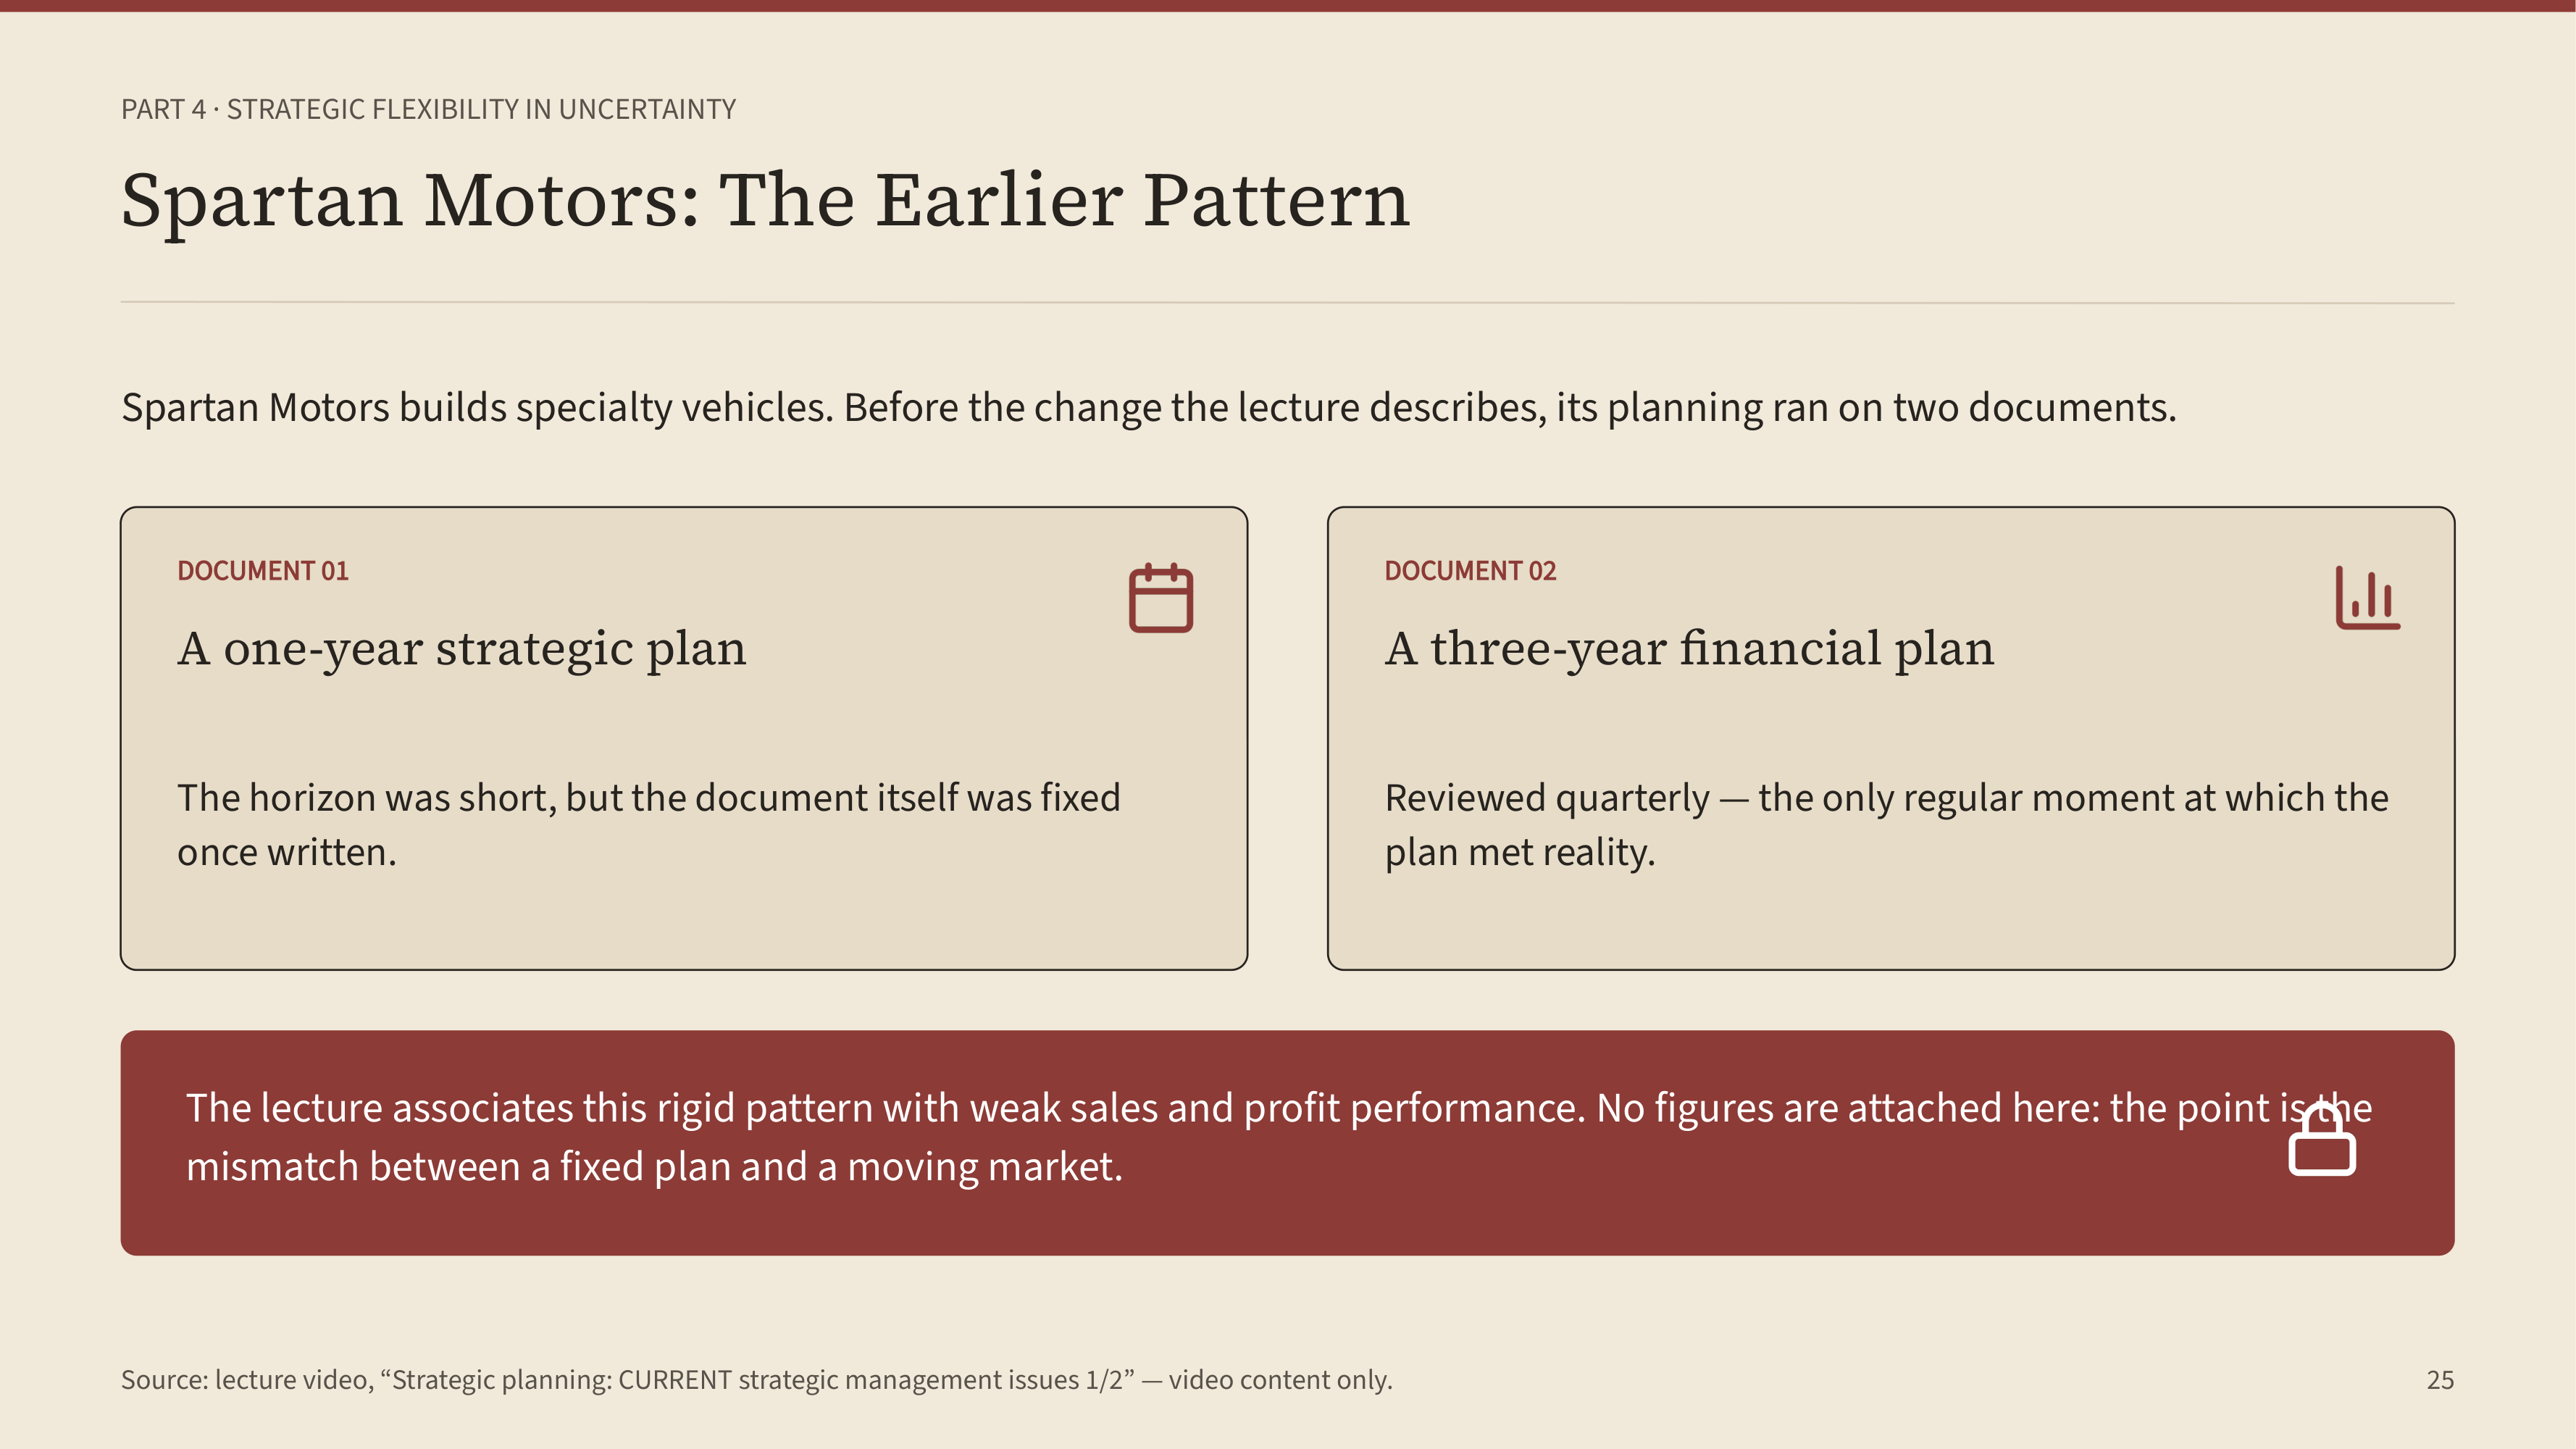 PART 4 · STRATEGIC FLEXIBILITY IN UNCERTAINTY
Spartan Motors: The Earlier Pattern
Spartan Motors builds specialty vehicles. Before the change the lecture describes, its planning ran on two documents.
DOCUMENT 01
A one-year strategic plan
The horizon was short, but the document itself was fixed
once written.
DOCUMENT 02
A three-year financial plan
Reviewed quarterly — the only regular moment at which the
plan met reality.
The lecture associates this rigid pattern with weak sales and profit performance. No figures are attached here: the point is the
mismatch between a fixed plan and a moving market.
Source: lecture video, “Strategic planning: CURRENT strategic management issues 1/2” — video content only.
25